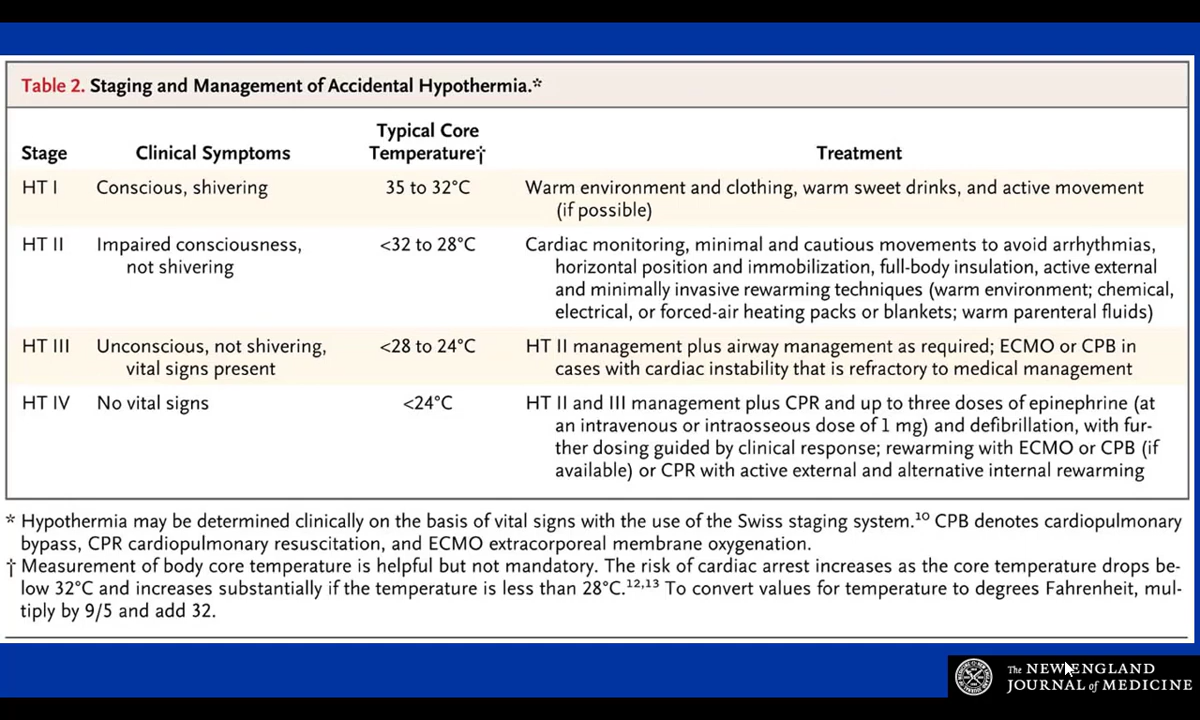 Table 2. Staging and Management of Accidental Hypothermia.*
Typical Core
Stage Clinical Symptoms Temperature† Treatment
HT I Conscious, shivering 35 to 32°C Warm environment and clothing, warm sweet drinks, and active movement
(if possible)
HT II Impaired consciousness, <32 to 28°C Cardiac monitoring, minimal and cautious movements to avoid arrhythmias,
not shivering horizontal position and immobilization, full-body insulation, active external
and minimally invasive rewarming techniques (warm environment; chemical,
electrical, or forced-air heating packs or blankets; warm parenteral fluids)
HT III Unconscious, not shivering, <28 to 24°C HT II management plus airway management as required; ECMO or CPB in
vital signs present cases with cardiac instability that is refractory to medical management
HT IV No vital signs <24°C HT II and III management plus CPR and up to three doses of epinephrine (at
an intravenous or intraosseous dose of 1 mg) and defibrillation, with fur-
ther dosing guided by clinical response; rewarming with ECMO or CPB (if
available) or CPR with active external and alternative internal rewarming
* Hypothermia may be determined clinically on the basis of vital signs with the use of the Swiss staging system.¹⁰ CPB denotes cardiopulmonary
bypass, CPR cardiopulmonary resuscitation, and ECMO extracorporeal membrane oxygenation.
† Measurement of body core temperature is helpful but not mandatory. The risk of cardiac arrest increases as the core temperature drops be-
low 32°C and increases substantially if the temperature is less than 28°C.¹²,¹³ To convert values for temperature to degrees Fahrenheit, mul-
tiply by 9/5 and add 32.
The NEW ENGLAND
JOURNAL of MEDICINE